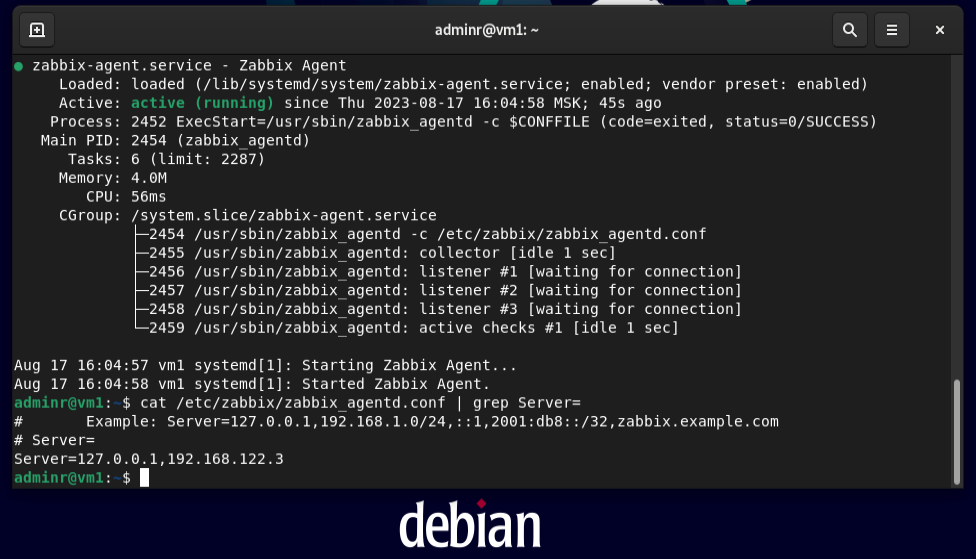 adminr@vm1: ~
● zabbix-agent.service - Zabbix Agent
     Loaded: loaded (/lib/systemd/system/zabbix-agent.service; enabled; vendor preset: enabled)
     Active: active (running) since Thu 2023-08-17 16:04:58 MSK; 45s ago
    Process: 2452 ExecStart=/usr/sbin/zabbix_agentd -c $CONFFILE (code=exited, status=0/SUCCESS)
   Main PID: 2454 (zabbix_agentd)
      Tasks: 6 (limit: 2287)
     Memory: 4.0M
        CPU: 56ms
     CGroup: /system.slice/zabbix-agent.service
             ├─2454 /usr/sbin/zabbix_agentd -c /etc/zabbix/zabbix_agentd.conf
             ├─2455 /usr/sbin/zabbix_agentd: collector [idle 1 sec]
             ├─2456 /usr/sbin/zabbix_agentd: listener #1 [waiting for connection]
             ├─2457 /usr/sbin/zabbix_agentd: listener #2 [waiting for connection]
             ├─2458 /usr/sbin/zabbix_agentd: listener #3 [waiting for connection]
             └─2459 /usr/sbin/zabbix_agentd: active checks #1 [idle 1 sec]
Aug 17 16:04:57 vm1 systemd[1]: Starting Zabbix Agent...
Aug 17 16:04:58 vm1 systemd[1]: Started Zabbix Agent.
adminr@vm1:~$ cat /etc/zabbix/zabbix_agentd.conf | grep Server=
#       Example: Server=127.0.0.1,192.168.1.0/24,::1,2001:db8::/32,zabbix.example.com
# Server=
Server=127.0.0.1,192.168.122.3
adminr@vm1:~$
debian